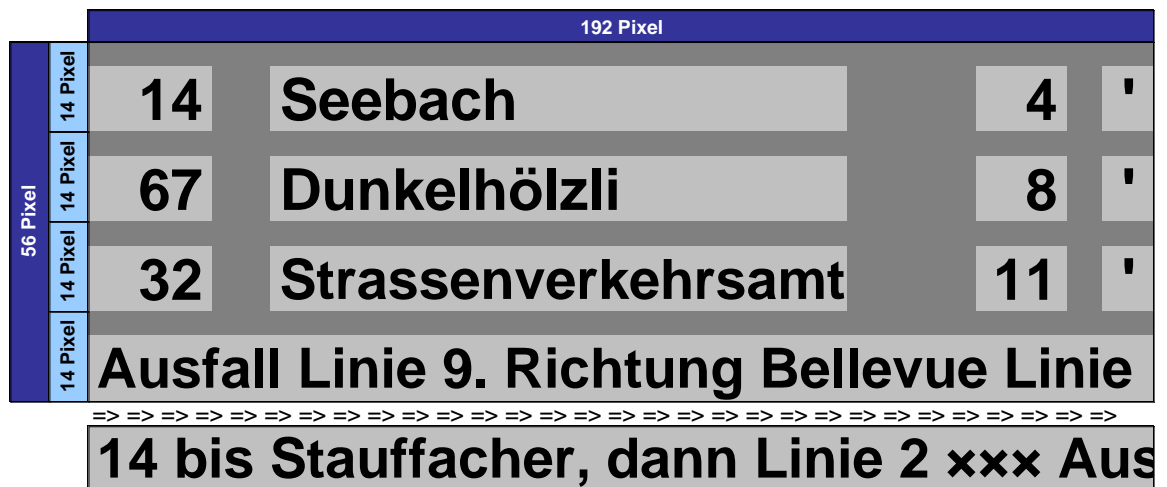 192 Pixel
56 Pixel
14 Pixel
14 Seebach 4 '
14 Pixel
67 Dunkelhölzli 8 '
14 Pixel
32 Strassenverkehrsamt 11 '
14 Pixel
Ausfall Linie 9. Richtung Bellevue Linie
=> => => => => => => => => => => => => => => => => => => => => => => => => => => => => =>
14 bis Stauffacher, dann Linie 2 ××× Aus